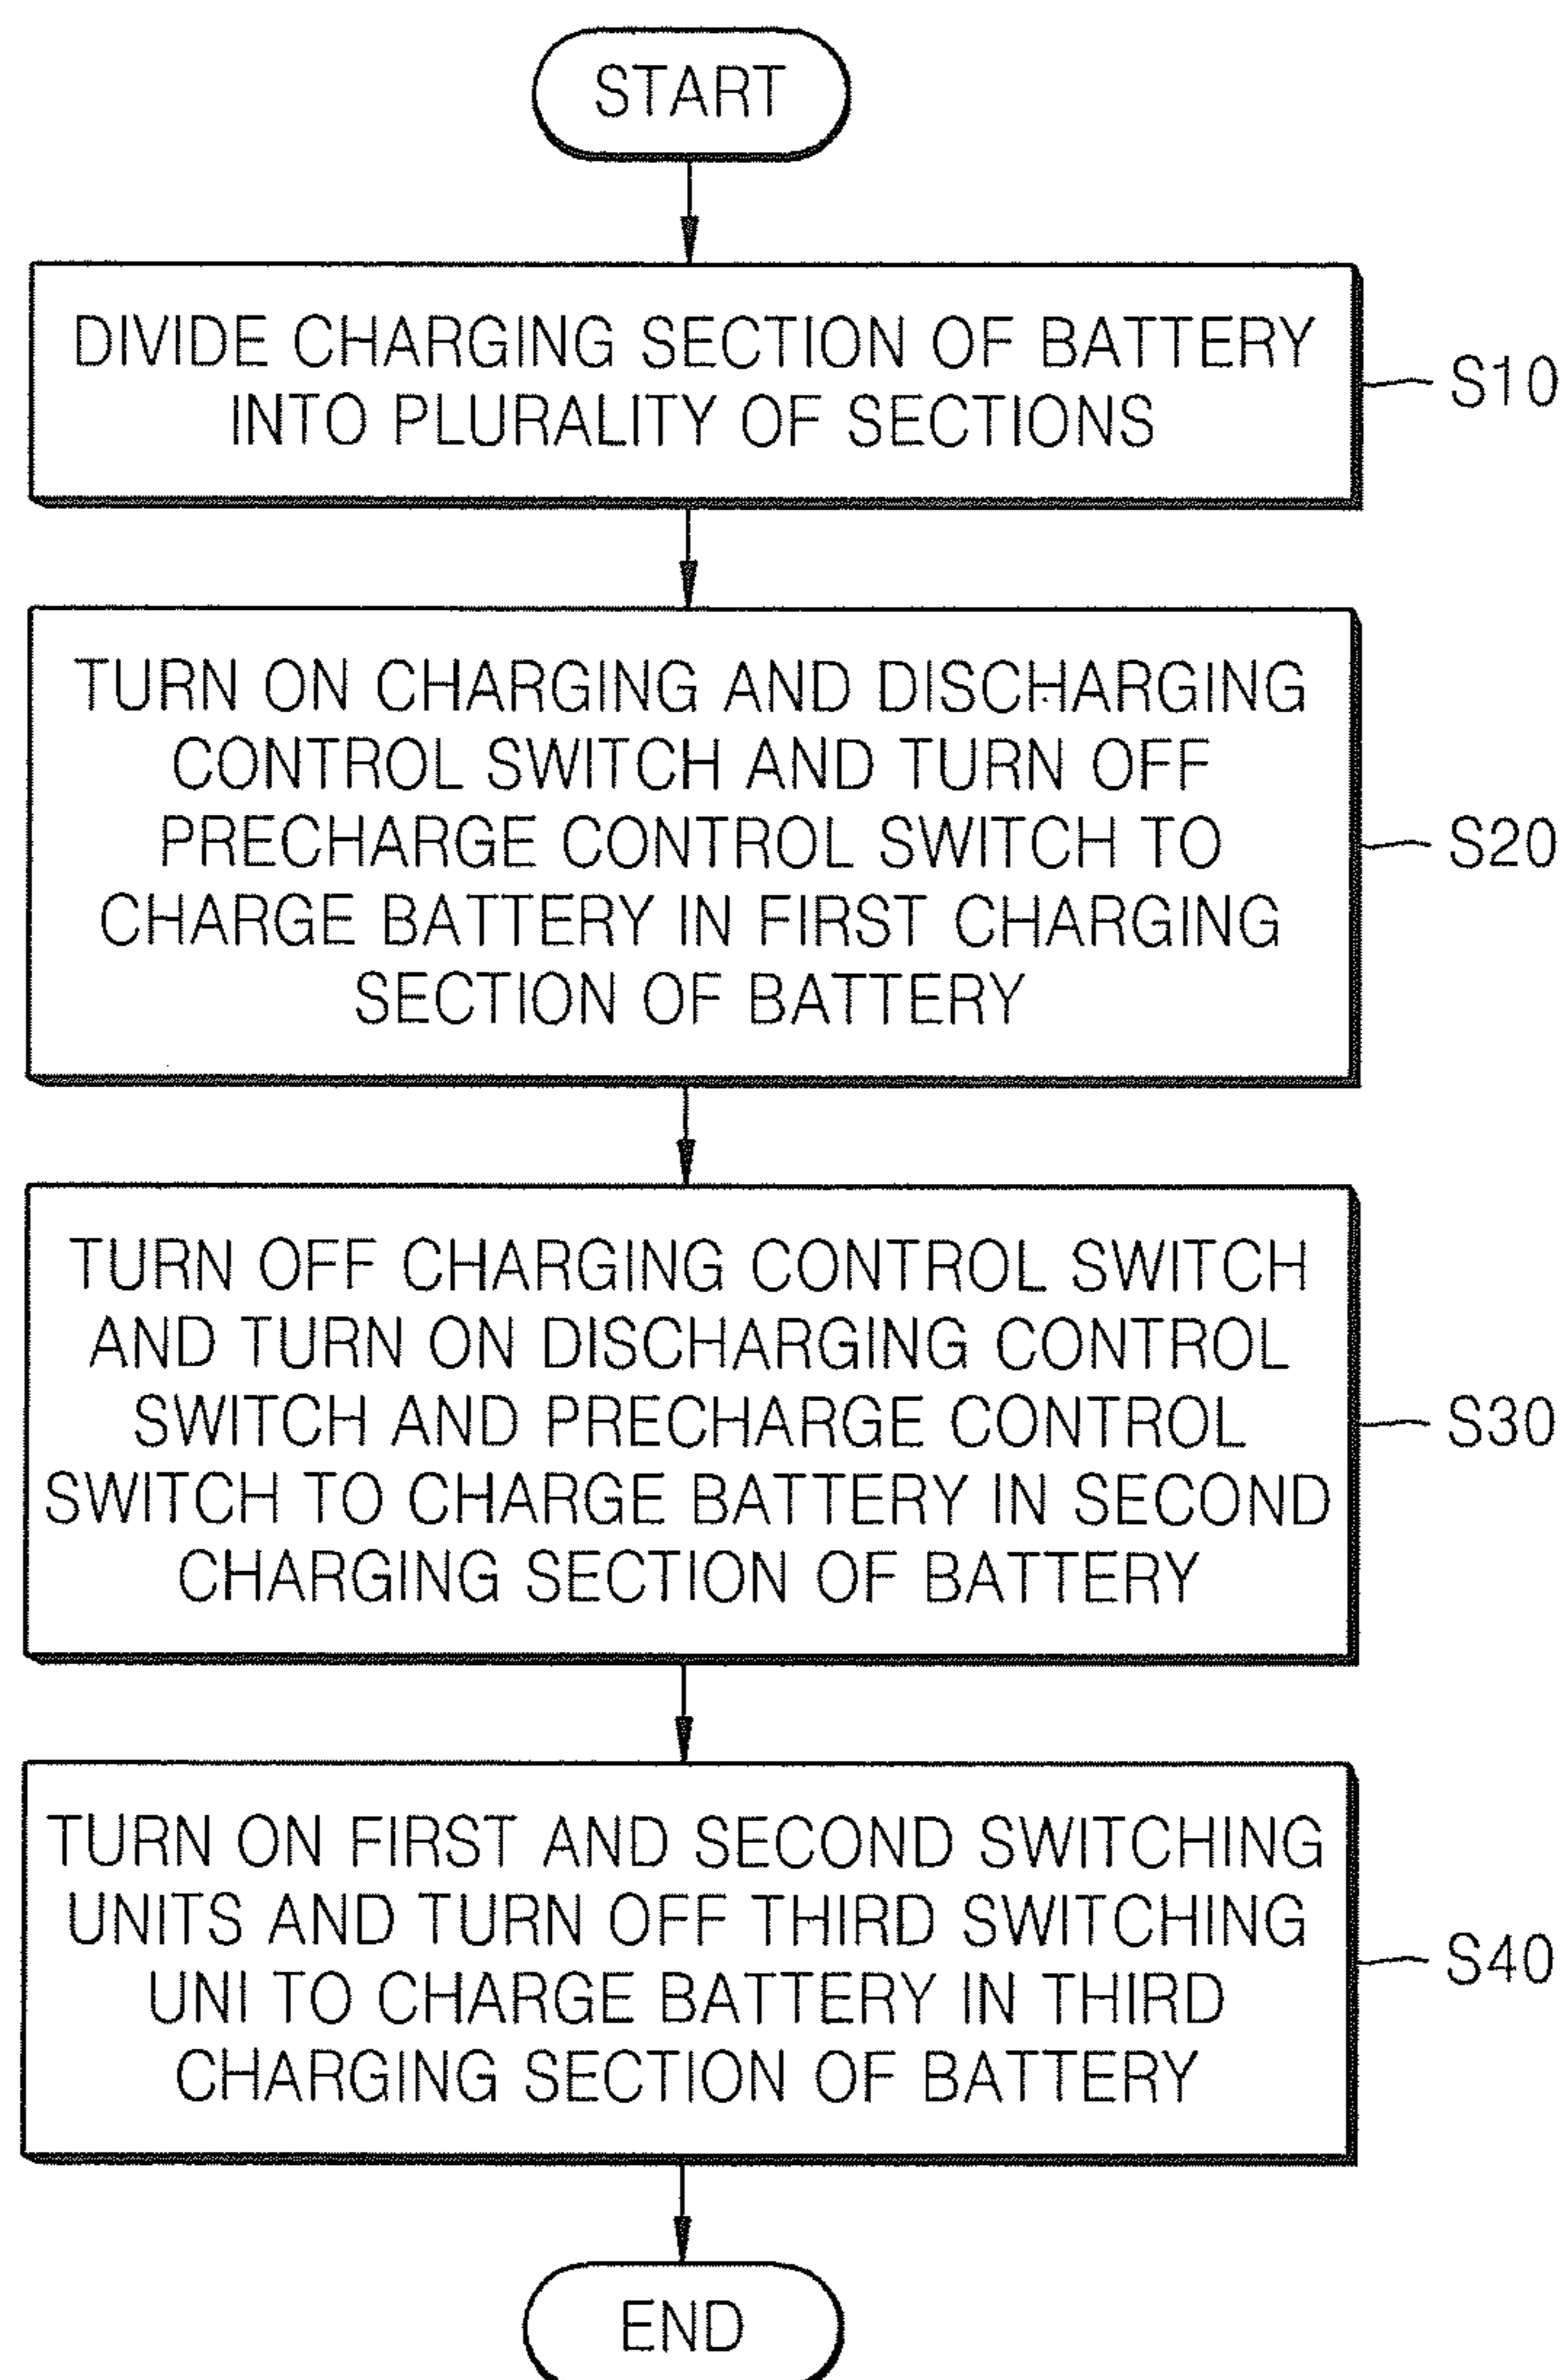 START
DIVIDE CHARGING SECTION OF BATTERY
INTO PLURALITY OF SECTIONS
S10
TURN ON CHARGING AND DISCHARGING
CONTROL SWITCH AND TURN OFF
PRECHARGE CONTROL SWITCH TO
CHARGE BATTERY IN FIRST CHARGING
SECTION OF BATTERY
S20
TURN OFF CHARGING CONTROL SWITCH
AND TURN ON DISCHARGING CONTROL
SWITCH AND PRECHARGE CONTROL
SWITCH TO CHARGE BATTERY IN SECOND
CHARGING SECTION OF BATTERY
S30
TURN ON FIRST AND SECOND SWITCHING
UNITS AND TURN OFF THIRD SWITCHING
UNI TO CHARGE BATTERY IN THIRD
CHARGING SECTION OF BATTERY
S40
END